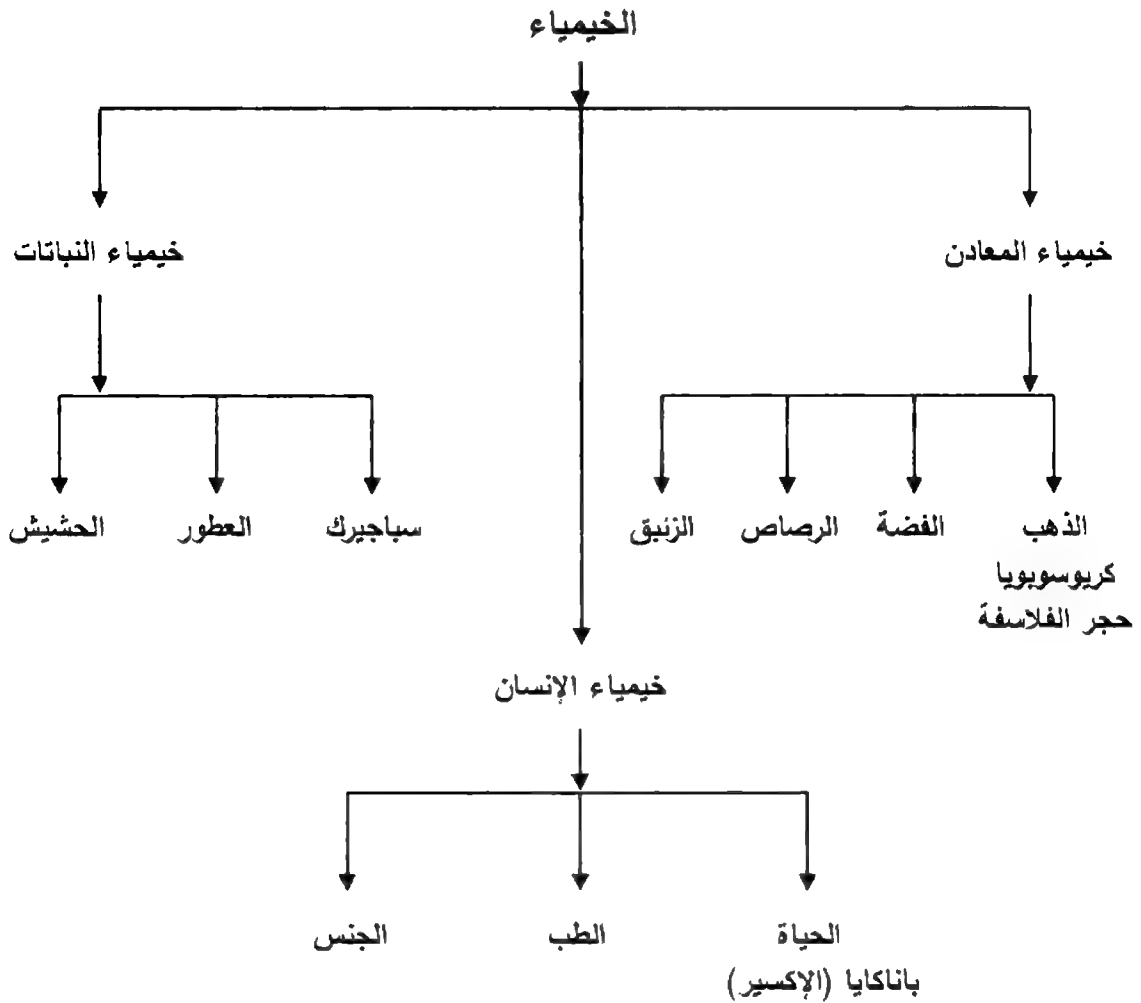 الخيمياء
خيمياء المعادن
خيمياء النباتات
الذهب
كريوسوبويا
حجر الفلاسفة
الفضة
الرصاص
الزئبق
سباجيرك
العطور
الحشيش
خيمياء الإنسان
الحياة
باناكايا (الإكسير)
الطب
الجنس